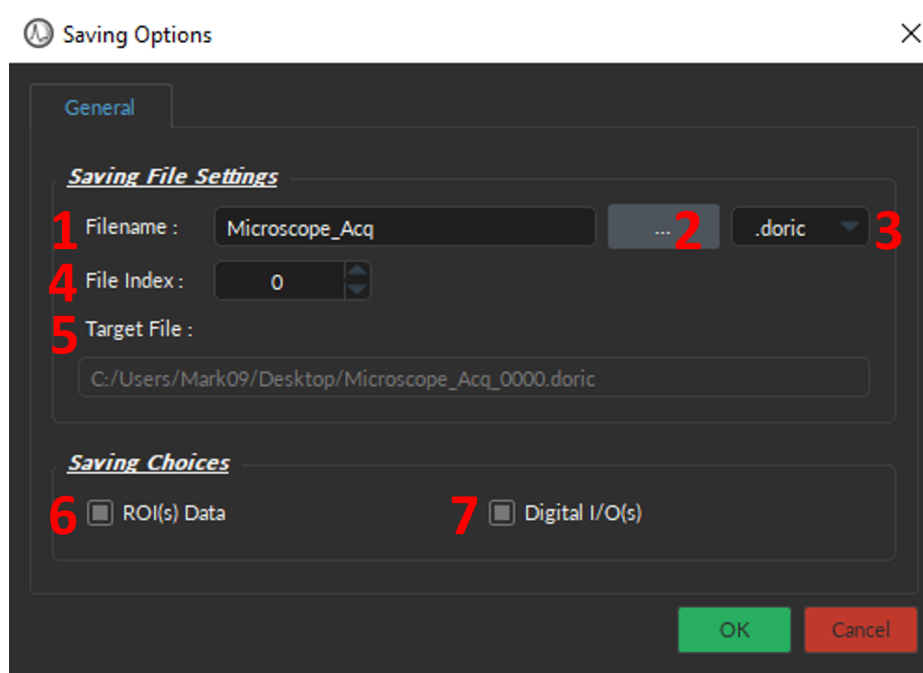 Saving Options
General
Saving File Settings
1 Filename : Microscope_Acq ... 2 .doric 3
4 File Index : 0
5 Target File :
C:/Users/Mark09/Desktop/Microscope_Acq_0000.doric
Saving Choices
6 ROI(s) Data 7 Digital I/O(s)
OK Cancel